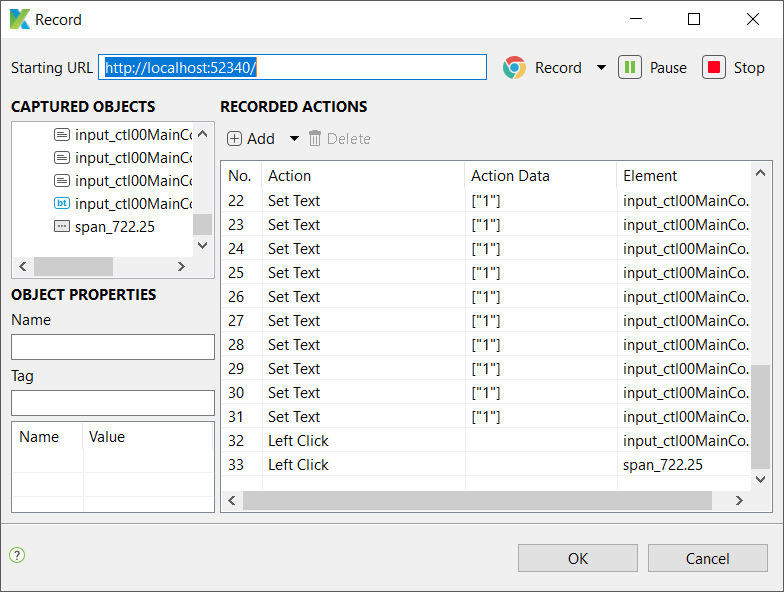 Record
Starting URL http://localhost:52340/ Record Pause Stop
CAPTURED OBJECTS
input_ctl00MainCo
input_ctl00MainCo
input_ctl00MainCo
bt input_ctl00MainCo
span_722.25
OBJECT PROPERTIES
Name
Tag
Name Value
RECORDED ACTIONS
Add Delete
No. Action Action Data Element
22 Set Text ["1"] input_ctl00MainCo...
23 Set Text ["1"] input_ctl00MainCo...
24 Set Text ["1"] input_ctl00MainCo...
25 Set Text ["1"] input_ctl00MainCo...
26 Set Text ["1"] input_ctl00MainCo...
27 Set Text ["1"] input_ctl00MainCo...
28 Set Text ["1"] input_ctl00MainCo...
29 Set Text ["1"] input_ctl00MainCo...
30 Set Text ["1"] input_ctl00MainCo...
31 Set Text ["1"] input_ctl00MainCo...
32 Left Click input_ctl00MainCo...
33 Left Click span_722.25
? OK Cancel